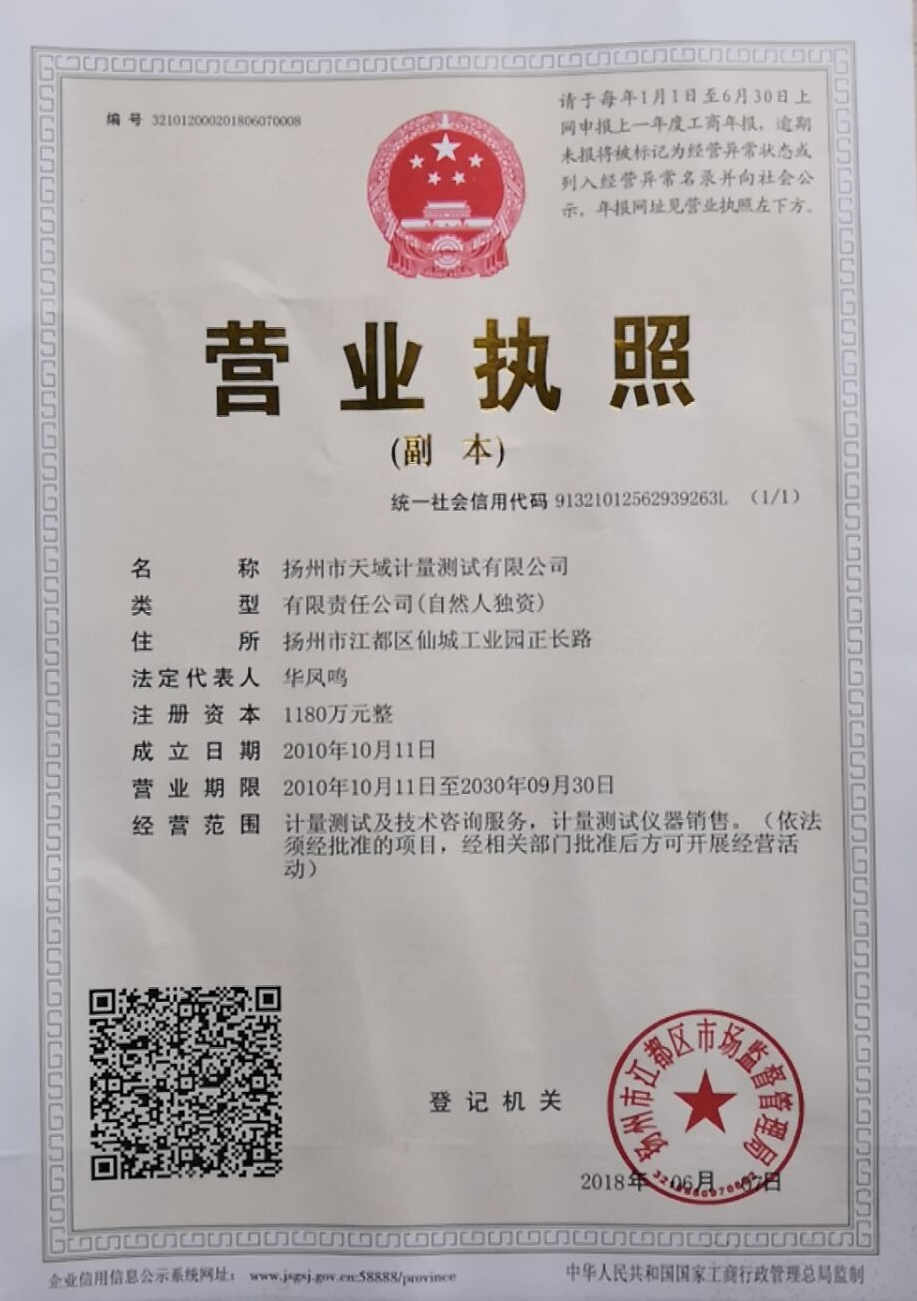 编号 321012000201806070008
请于每年1月1日至6月30日上
网申报上一年度工商年报，逾期
未报将被标记为经营异常状态或
列入经营异常名录并向社会公
示，年报网址见营业执照左下方。
营业执照
(副 本)
统一社会信用代码 91321012562939263L （1/1）
名 称 扬州市天域计量测试有限公司
类 型 有限责任公司(自然人独资)
住 所 扬州市江都区仙城工业园正长路
法定代表人 华风鸣
注册资本 1180万元整
成立日期 2010年10月11日
营业期限 2010年10月11日至2030年09月30日
经营范围 计量测试及技术咨询服务，计量测试仪器销售。（依法
须经批准的项目，经相关部门批准后方可开展经营活
动）
扬州市江都区市场监督管理局
登记机关
2018年 06月 07日
企业信用信息公示系统网址： www.jsgsj.gov.cn:58888/province
中华人民共和国国家工商行政管理总局监制